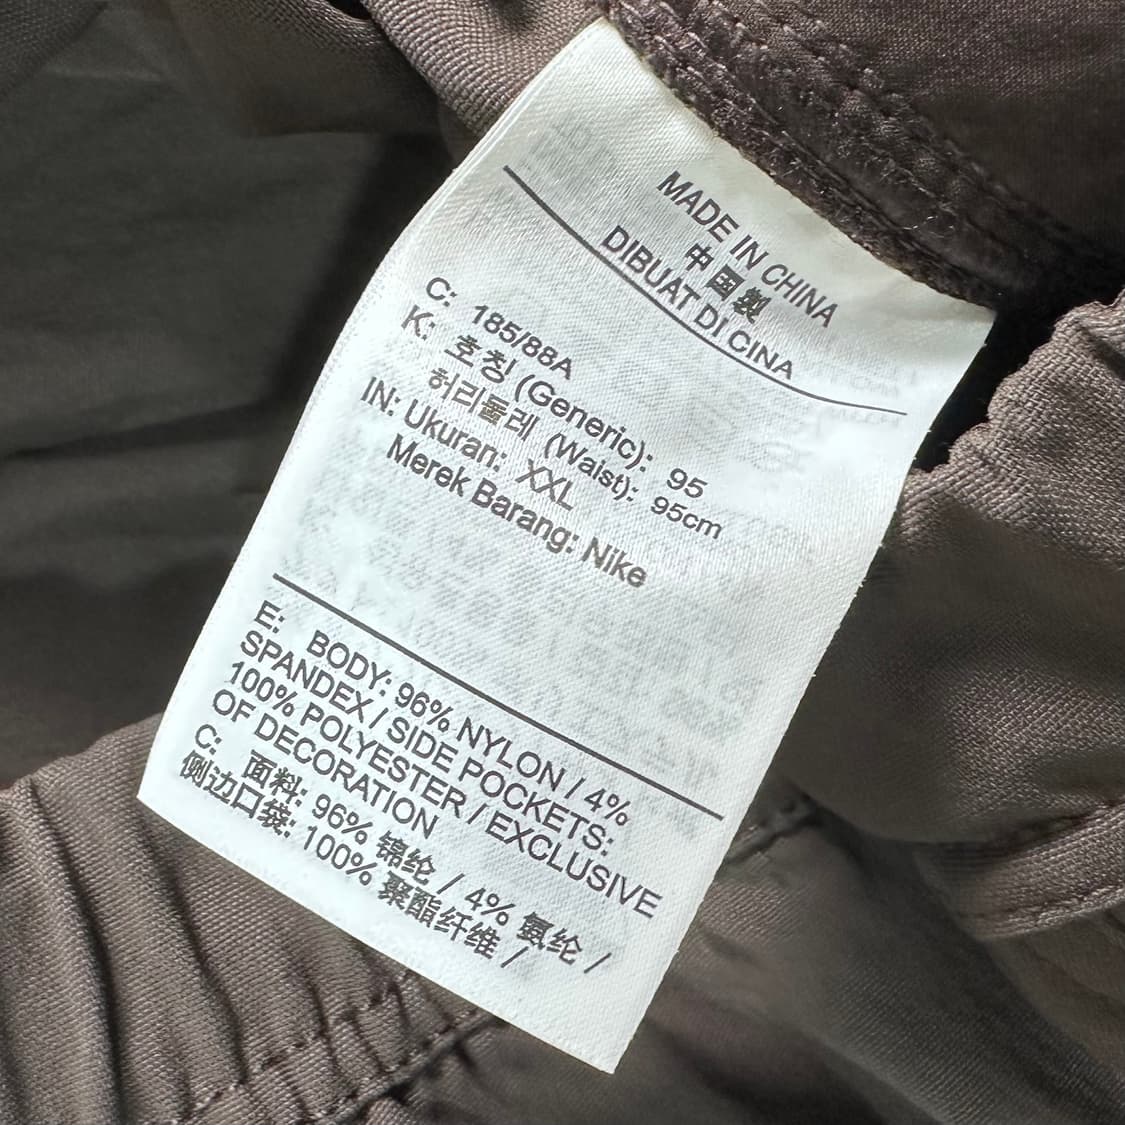 MADE IN CHINA
中国製
DIBUAT DI CINA
C: 185/88A
K: 호칭 (Generic): 95
허리둘레 (Waist): 95cm
IN: Ukuran: XXL
Merek Barang: Nike
E: BODY: 96% NYLON / 4%
SPANDEX / SIDE POCKETS:
100% POLYESTER / EXCLUSIVE
OF DECORATION
C: 面料: 96% 锦纶 / 4% 氨纶 /
侧边口袋: 100% 聚酯纤维 /